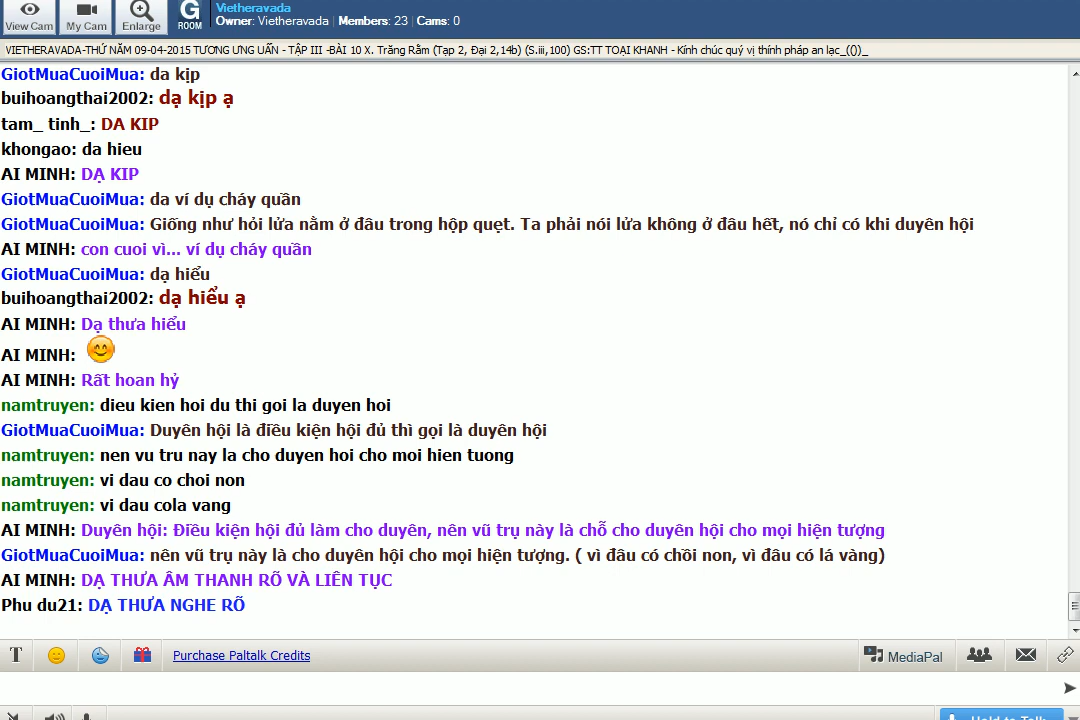 Vietheravada
View Cam
My Cam
Enlarge
G
ROOM
Owner: Vietheravada | Members: 23 | Cams: 0
VIETHERAVADA-THỨ NĂM 09-04-2015 TƯƠNG ƯNG UẨN - TẬP III -BÀI 10 X. Trăng Rằm (Tạp 2, Đại 2,14b) (S.iii,100) GS:TT TOẠI KHANH - Kính chúc quý vị thính pháp an lạc_(())_
GiotMuaCuoiMua: da kịp
buihoangthai2002: dạ kịp ạ
tam_ tinh_: DA KIP
khongao: da hieu
AI MINH: DẠ KIP
GiotMuaCuoiMua: da ví dụ cháy quần
GiotMuaCuoiMua: Giống như hỏi lửa nằm ở đâu trong hộp quẹt. Ta phải nói lửa không ở đâu hết, nó chỉ có khi duyên hội
AI MINH: con cuoi vì... ví dụ cháy quần
GiotMuaCuoiMua: dạ hiểu
buihoangthai2002: dạ hiểu ạ
AI MINH: Dạ thưa hiểu
AI MINH:
AI MINH: Rất hoan hỷ
namtruyen: dieu kien hoi du thi goi la duyen hoi
GiotMuaCuoiMua: Duyên hội là điều kiện hội đủ thì gọi là duyên hội
namtruyen: nen vu tru nay la cho duyen hoi cho moi hien tuong
namtruyen: vi dau co choi non
namtruyen: vi dau cola vang
AI MINH: Duyên hội: Điều kiện hội đủ làm cho duyên, nên vũ trụ này là chỗ cho duyên hội cho mọi hiện tượng
GiotMuaCuoiMua: nên vũ trụ này là cho duyên hội cho mọi hiện tượng. ( vì đâu có chồi non, vì đâu có lá vàng)
AI MINH: DẠ THƯA ÂM THANH RÕ VÀ LIÊN TỤC
Phu du21: DẠ THƯA NGHE RÕ
T
Purchase Paltalk Credits
MediaPal
Hold to Talk